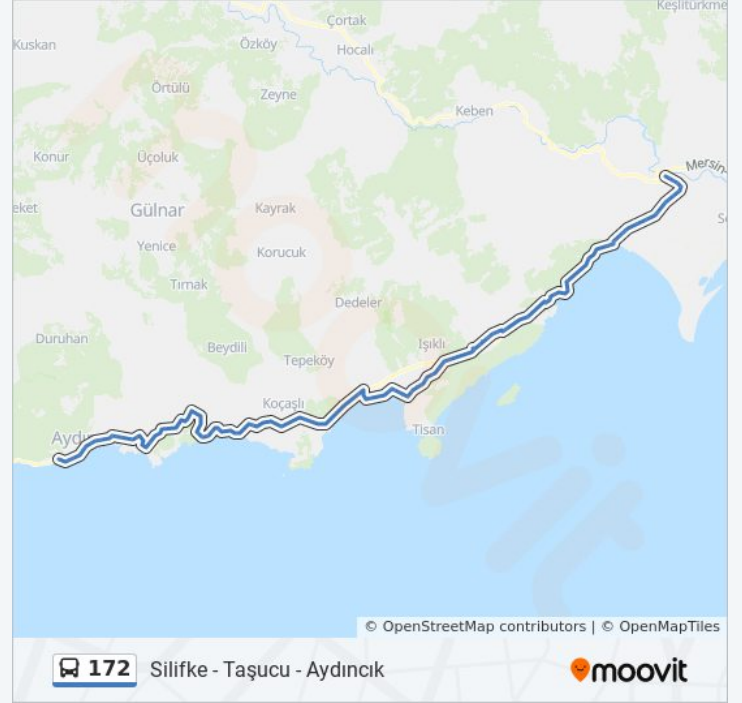 Çortak
Keşlitürkme
Kuskan
Özköy
Hocalı
Örtülü
Zeyne
Keben
Konur
Üçoluk
Mersin-
eket
Gülnar
Kayrak
S
Yenice
Korucuk
Tırnak
Dedeler
Duruhan
Beydili
Işıklı
Tepeköy
Koçaşlı
Aydın
Tisan
© OpenStreetMap contributors | © OpenMapTiles
172 Silifke - Taşucu - Aydıncık
moovit